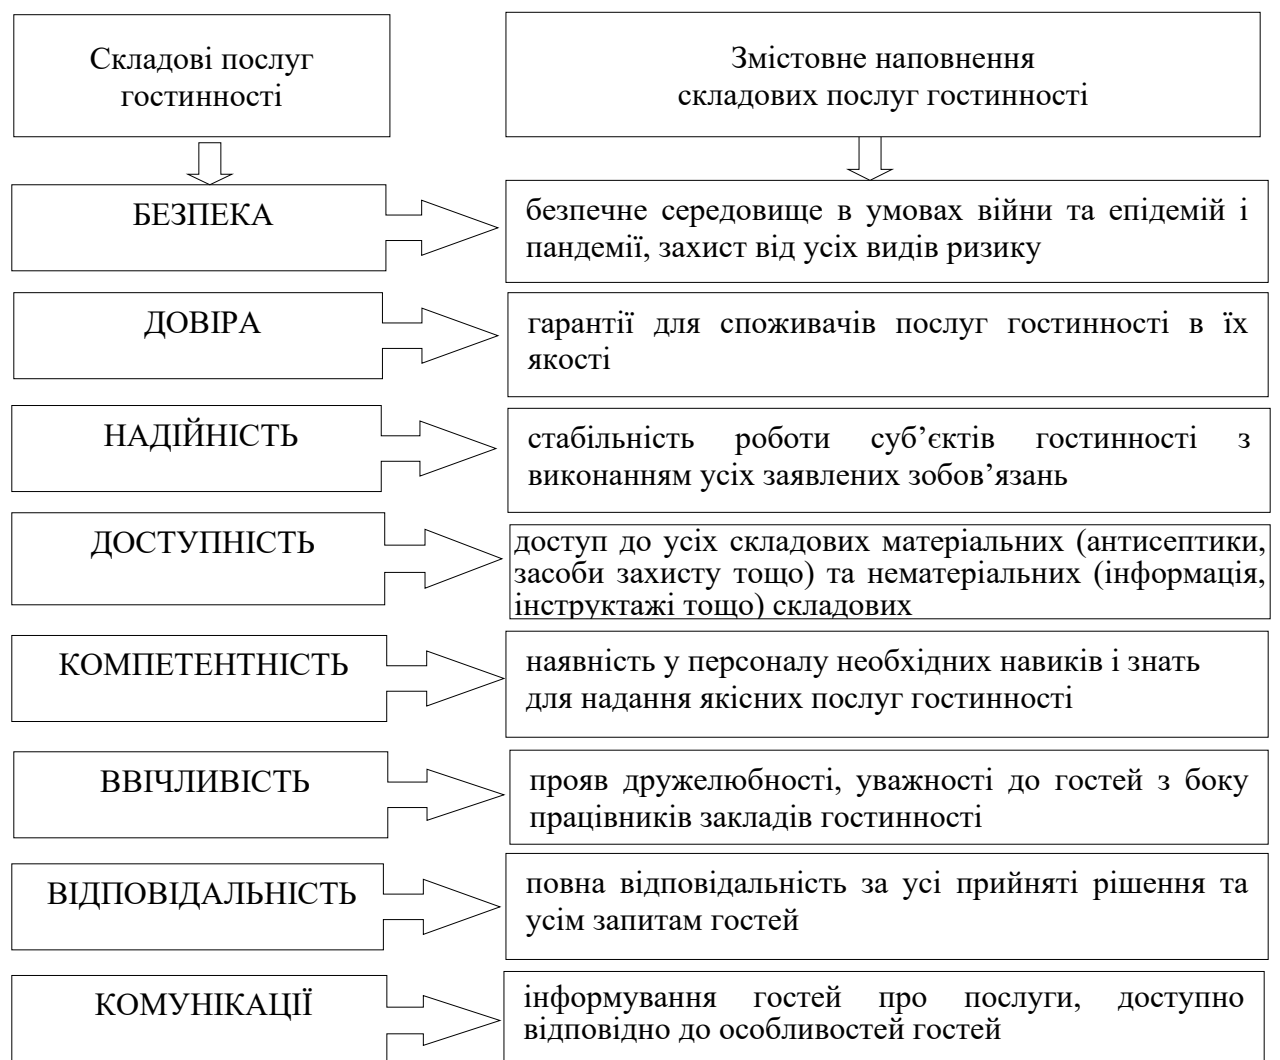 Складові послуг
гостинності
Змістовне наповнення
складових послуг гостинності
БЕЗПЕКА
безпечне середовище в умовах війни та епідемій і
пандемії, захист від усіх видів ризику
ДОВІРА
гарантії для споживачів послуг гостинності в їх
якості
НАДІЙНІСТЬ
стабільність роботи суб’єктів гостинності з
виконанням усіх заявлених зобов’язань
ДОСТУПНІСТЬ
доступ до усіх складових матеріальних (антисептики,
засоби захисту тощо) та нематеріальних (інформація,
інструктажі тощо) складових
КОМПЕТЕНТНІСТЬ
наявність у персоналу необхідних навиків і знать
для надання якісних послуг гостинності
ВВІЧЛИВІСТЬ
прояв дружелюбності, уважності до гостей з боку
працівників закладів гостинності
ВІДПОВІДАЛЬНІСТЬ
повна відповідальність за усі прийняті рішення та
усім запитам гостей
КОМУНІКАЦІЇ
інформування гостей про послуги, доступно
відповідно до особливостей гостей